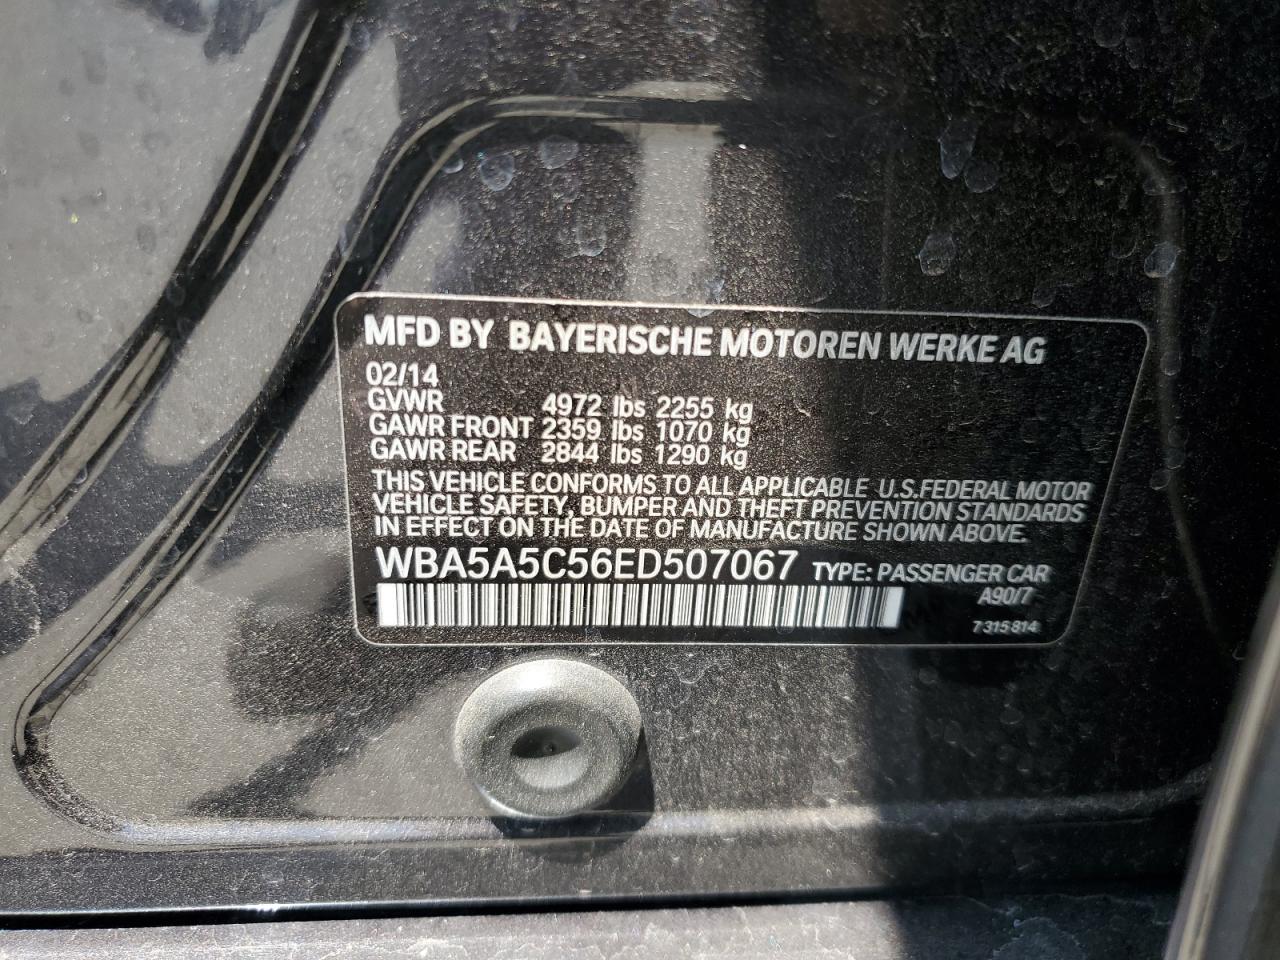 MFD BY BAYERISCHE MOTOREN WERKE AG
02/14
GVWR 4972 lbs 2255 kg
GAWR FRONT 2359 lbs 1070 kg
GAWR REAR 2844 lbs 1290 kg
THIS VEHICLE CONFORMS TO ALL APPLICABLE U.S.FEDERAL MOTOR
VEHICLE SAFETY, BUMPER AND THEFT PREVENTION STANDARDS
IN EFFECT ON THE DATE OF MANUFACTURE SHOWN ABOVE.
WBA5A5C56ED507067 TYPE: PASSENGER CAR
A90/7
7 315 814